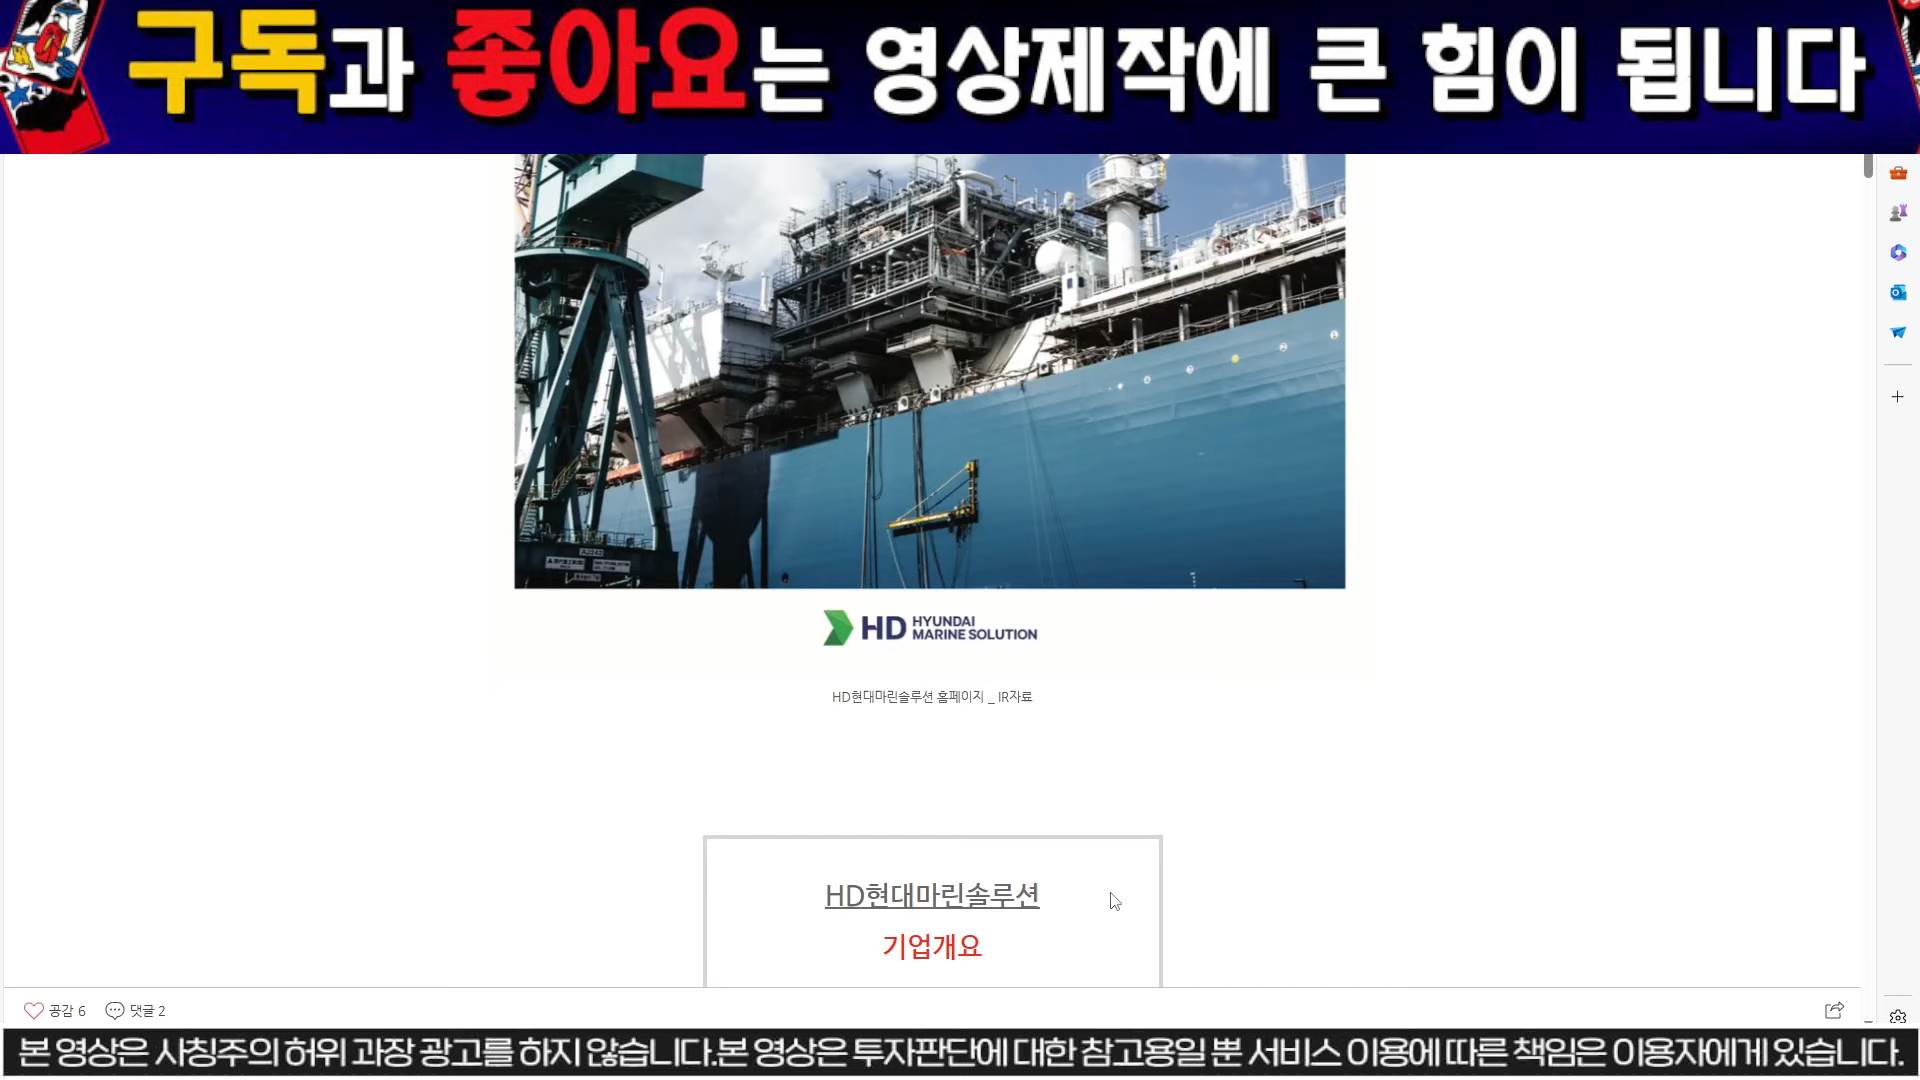 구독과 좋아요는 영상제작에 큰 힘이 됩니다
HD HYUNDAI
MARINE SOLUTION
HD현대마린솔루션 홈페이지 _ IR자료
HD현대마린솔루션
기업개요
공감 6 댓글 2
본 영상은 사칭주의 허위 과장 광고를 하지 않습니다.본 영상은 투자판단에 대한 참고용일 뿐 서비스 이용에 따른 책임은 이용자에게 있습니다.